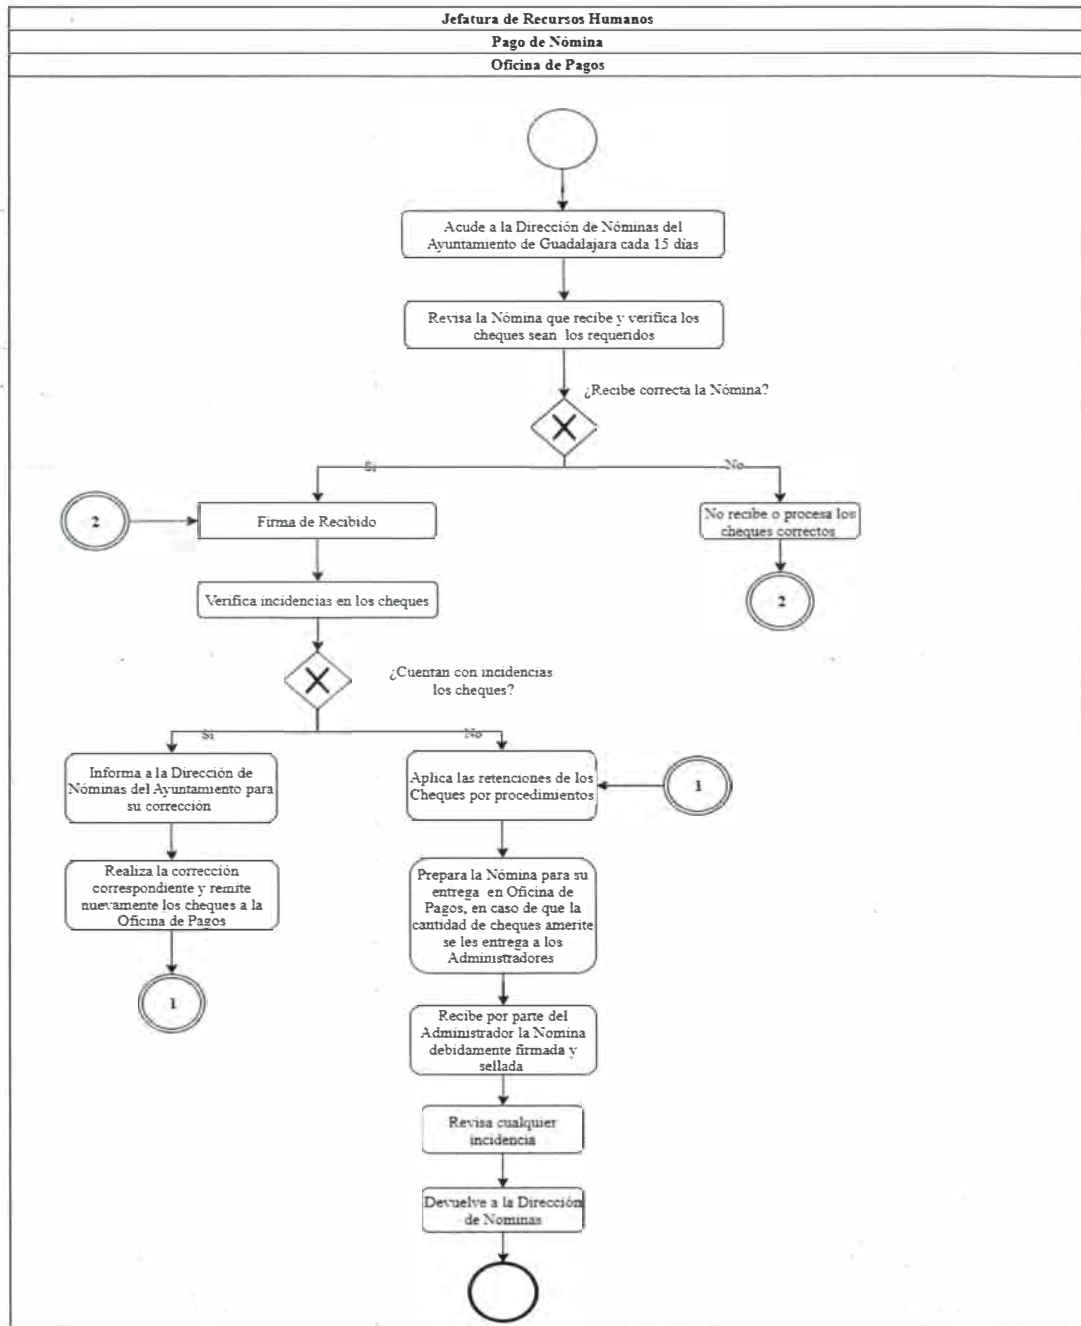 Jefatura de Recursos Humanos
Pago de Nómina
Oficina de Pagos
Acude a la Dirección de Nóminas del
Ayuntamiento de Guadalajara cada 15 días
Revisa la Nómina que recibe y verifica los
cheques sean los requeridos
¿Recibe correcta la Nómina?
Si
No
2
Firma de Recibido
No recibe o procesa los
cheques correctos
Verifica incidencias en los cheques
2
¿Cuentan con incidencias
los cheques?
Si
No
Informa a la Dirección de
Nóminas del Ayuntamiento para
su corrección
Aplica las retenciones de los
Cheques por procedimientos
1
Realiza la corrección
correspondiente y remite
nuevamente los cheques a la
Oficina de Pagos
Prepara la Nómina para su
entrega en Oficina de
Pagos, en caso de que la
cantidad de cheques amerite
se les entrega a los
Administradores
1
Recibe por parte del
Administrador la Nomina
debidamente firmada y
sellada
Revisa cualquier
incidencia
Devuelve a la Dirección
de Nominas